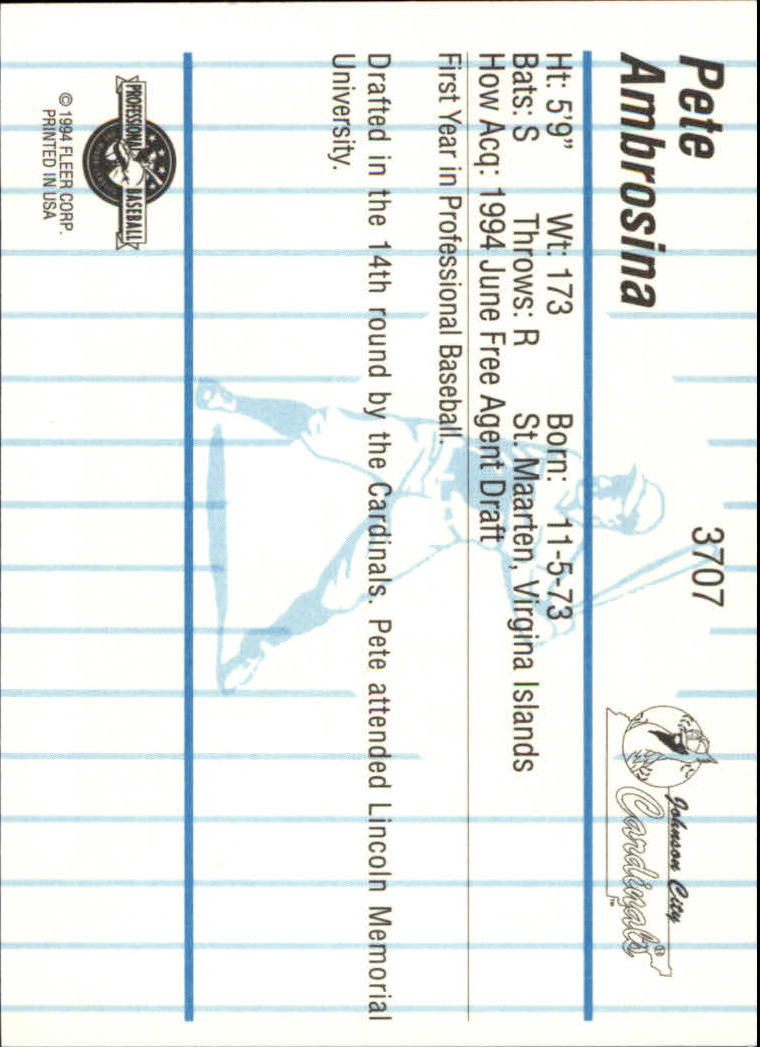 Pete
Ambrosina
3707
Johnson City
Cardinals®
™
Ht: 5'9" Wt: 173 Born: 11-5-73
Bats: S Throws: R St. Maarten, Virgina Islands
How Acq: 1994 June Free Agent Draft
First Year in Professional Baseball.
Drafted in the 14th round by the Cardinals. Pete attended Lincoln Memorial
University.
PROFESSIONAL BASEBALL
© 1994 FLEER CORP.
PRINTED IN USA